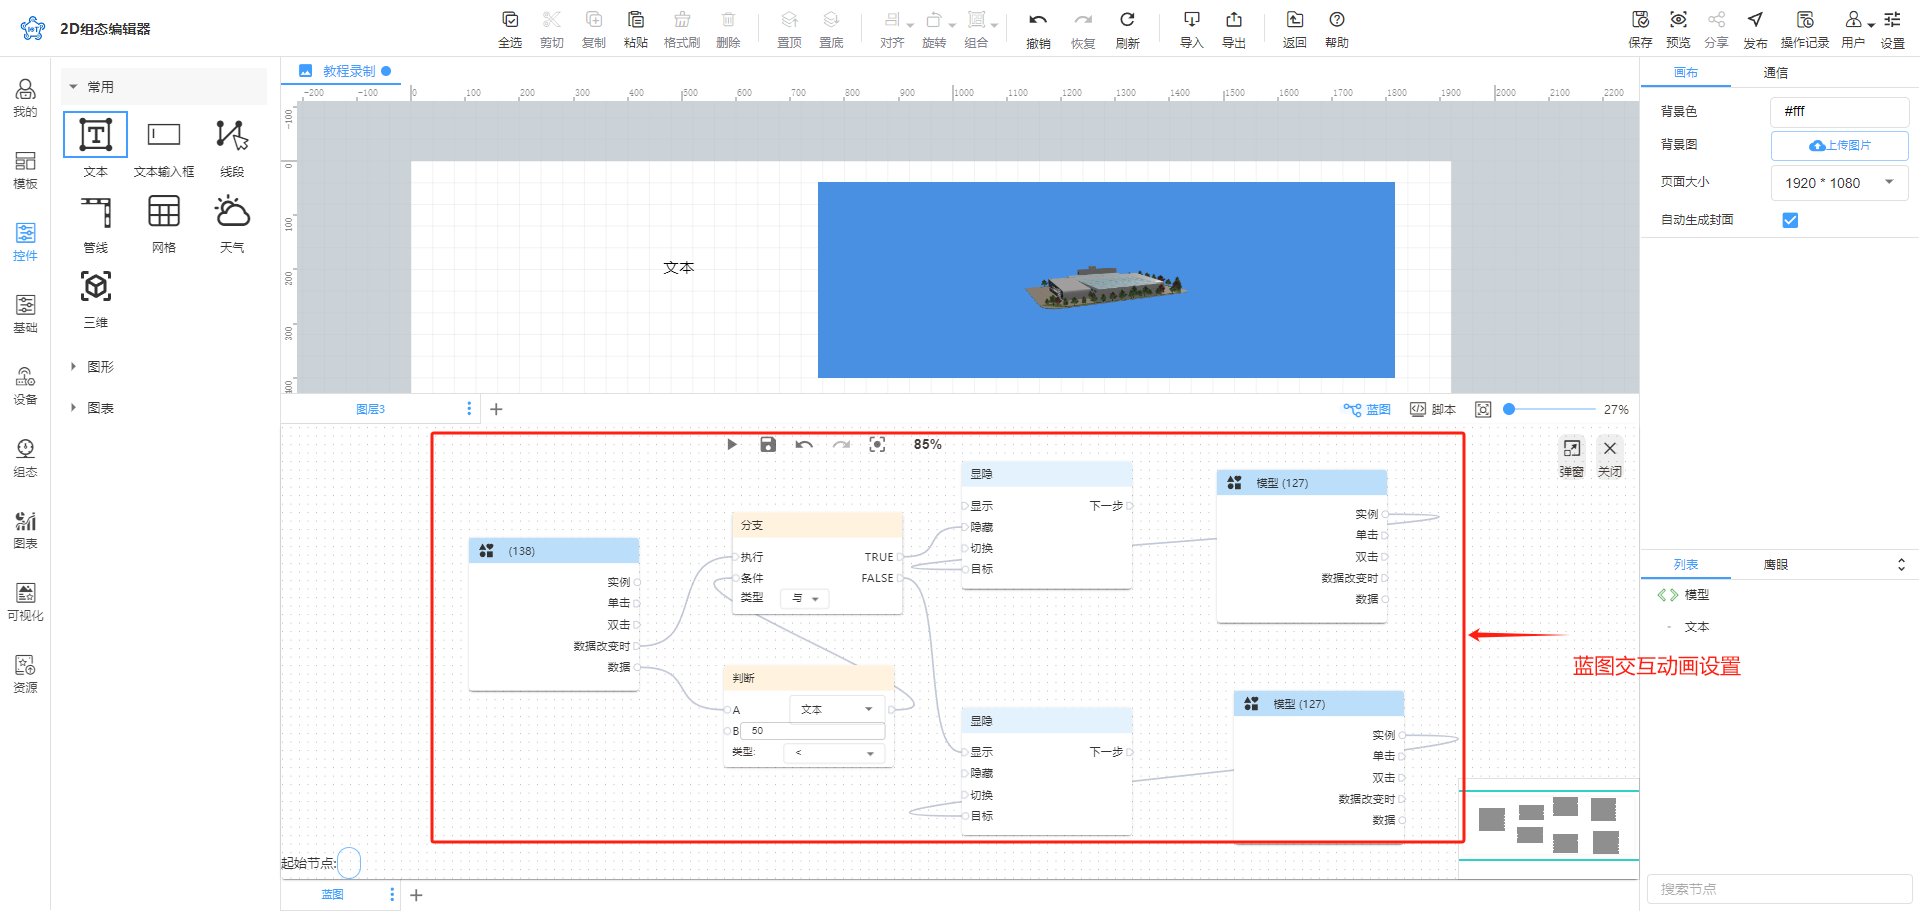 2D组态编辑器
全选 剪切 复制 粘贴 格式刷 删除 置顶 置底 对齐 旋转 组合 撤销 恢复 刷新 导入 导出 返回 帮助
保存 预览 分享 发布 操作记录 用户 设置
我的
模板
控件
基础
设备
组态
图表
可视化
资源
常用
文本 文本输入框 线段
管线 网格 天气
三维
图形
图表
教程录制
-200 -100 0 100 200 300 400 500 600 700 800 900 1000 1100 1200 1300 1400 1500 1600 1700 1800 1900 2000 2100 2200
-100
0
100
200
300
400
文本
图层3
蓝图 脚本 27%
85%
弹窗 关闭
(138)
实例
单击
双击
数据改变时
数据
分支
执行 TRUE
条件 FALSE
类型 与
判断
A 文本
B 50
类型: <
显隐
显示 下一步
隐藏
切换
目标
模型 (127)
实例
单击
双击
数据改变时
数据
显隐
显示 下一步
隐藏
切换
目标
模型 (127)
实例
单击
双击
数据改变时
数据
蓝图交互动画设置
起始节点:
蓝图
画布 通信
背景色 #fff
背景图 上传图片
页面大小 1920 * 1080
自动生成封面
列表 鹰眼
模型
- 文本
搜索节点